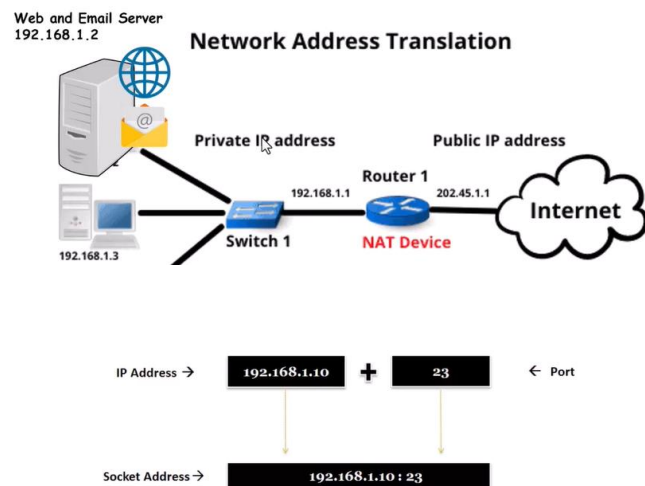 Web and Email Server
192.168.1.2
Network Address Translation
@
Private IP address
Public IP address
192.168.1.1
Router 1
202.45.1.1
Internet
Switch 1
NAT Device
192.168.1.3
IP Address →
192.168.1.10
+
23
← Port
Socket Address →
192.168.1.10 : 23